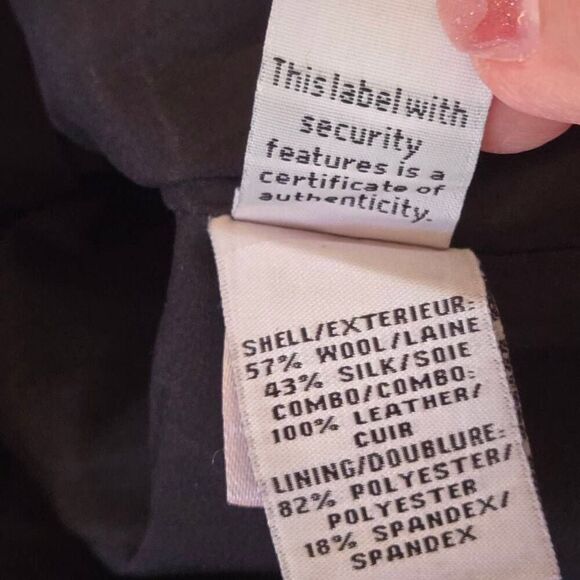 This label with
security
features is a
certificate of
authenticity.
SHELL/EXTERIEUR:
57% WOOL/LAINE
43% SILK/SOIE
COMBO/COMBO:
100% LEATHER/
CUIR
LINING/DOUBLURE:
82% POLYESTER/
POLYESTER
18% SPANDEX/
SPANDEX